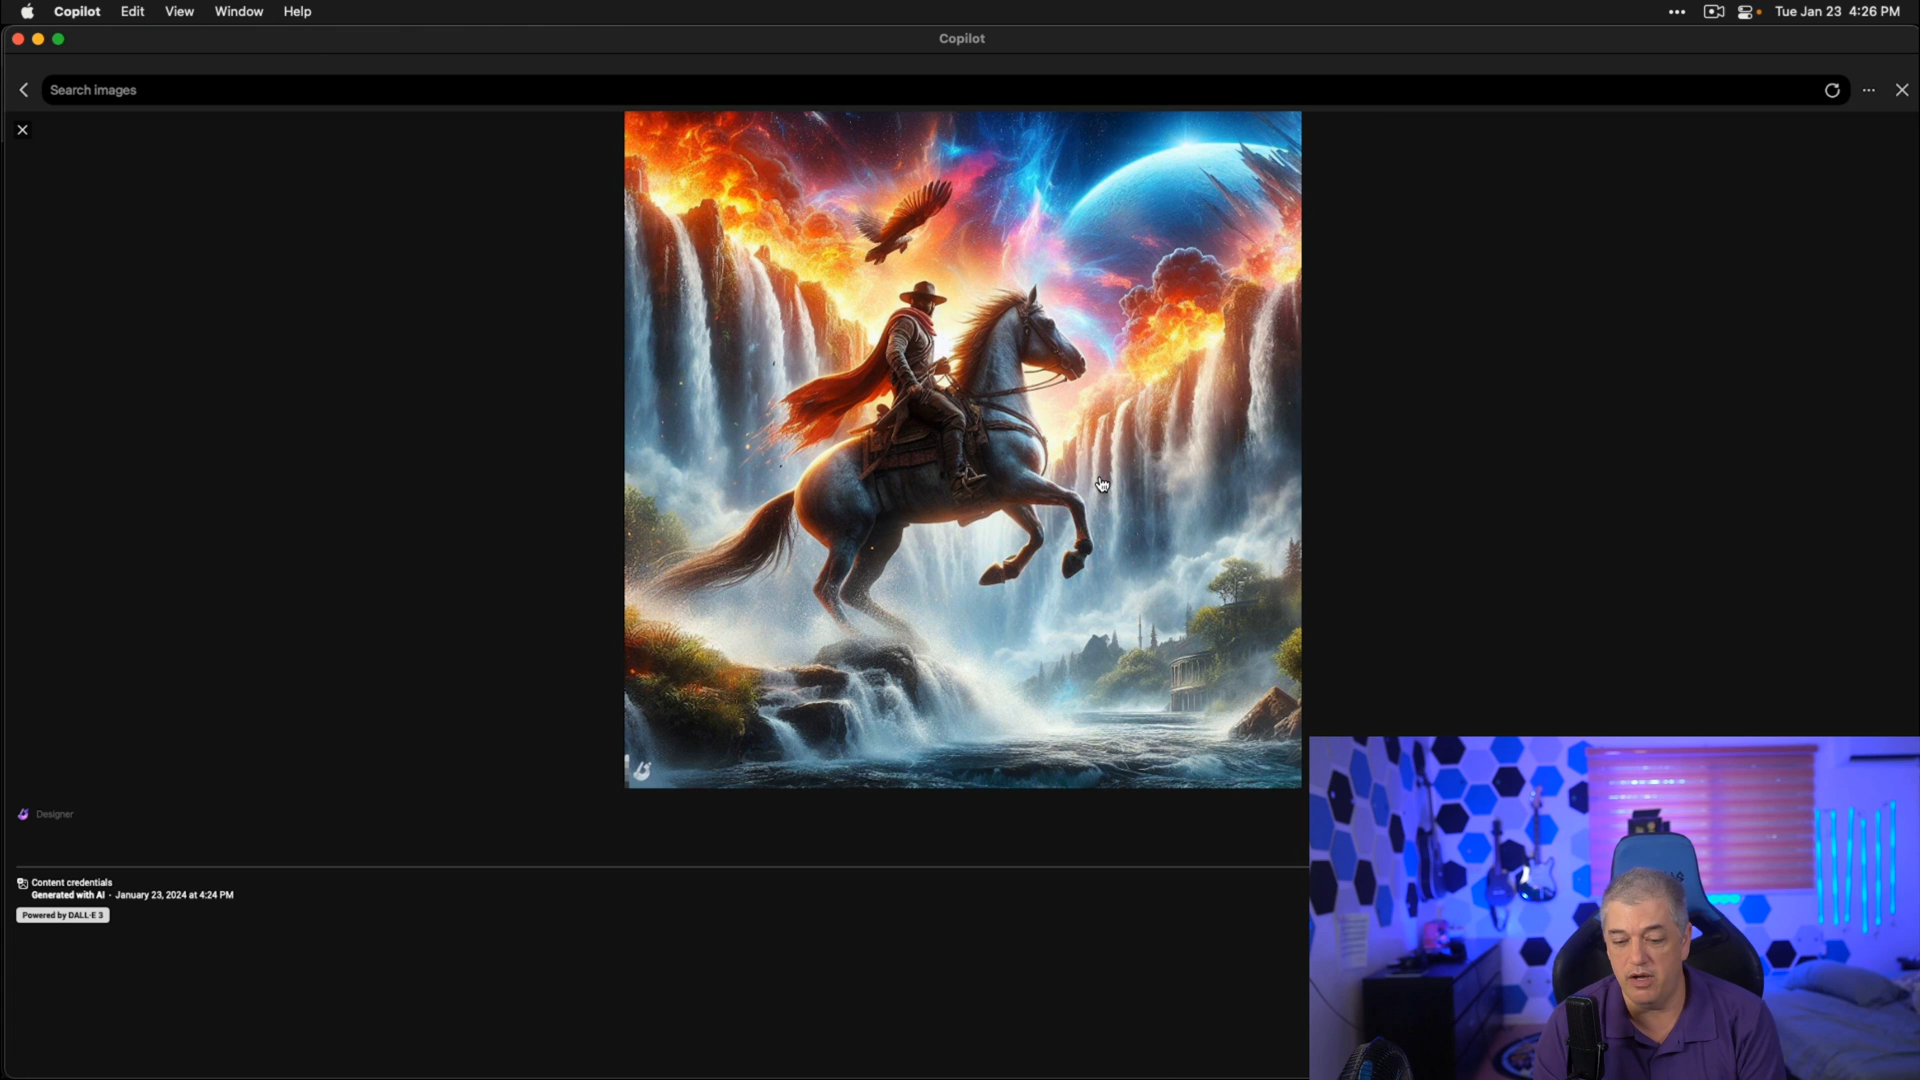 Copilot Edit View Window Help Tue Jan 23 4:26 PM
Copilot
Search images
Designer
Content credentials
Generated with AI · January 23, 2024 at 4:24 PM
Powered by DALL·E 3